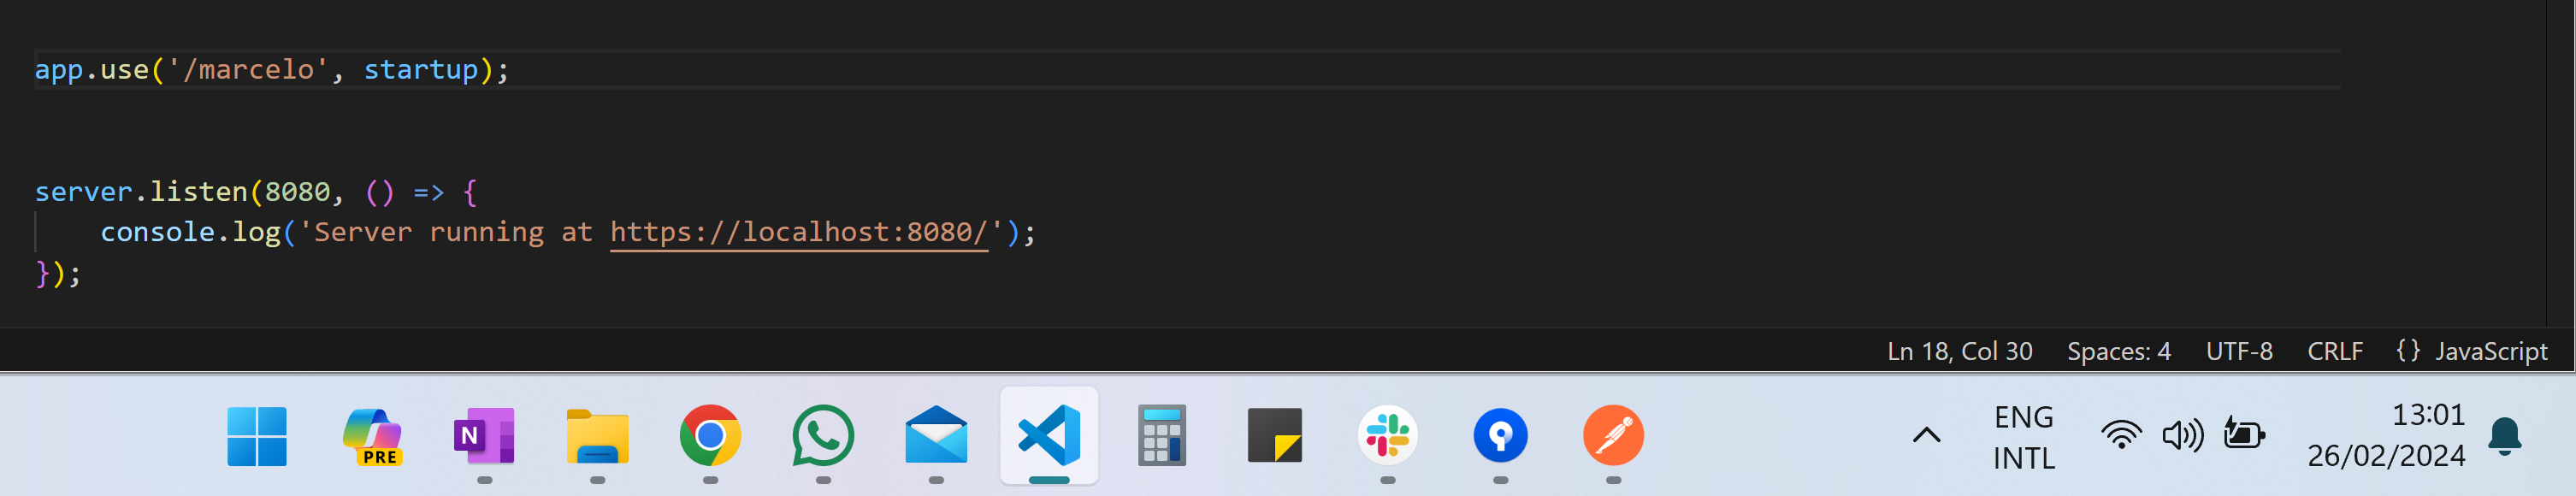 app.use('/marcelo', startup);
server.listen(8080, () => {
    console.log('Server running at https://localhost:8080/');
});
Ln 18, Col 30 Spaces: 4 UTF-8 CRLF {} JavaScript
PRE
N
ENG
INTL
13:01
26/02/2024